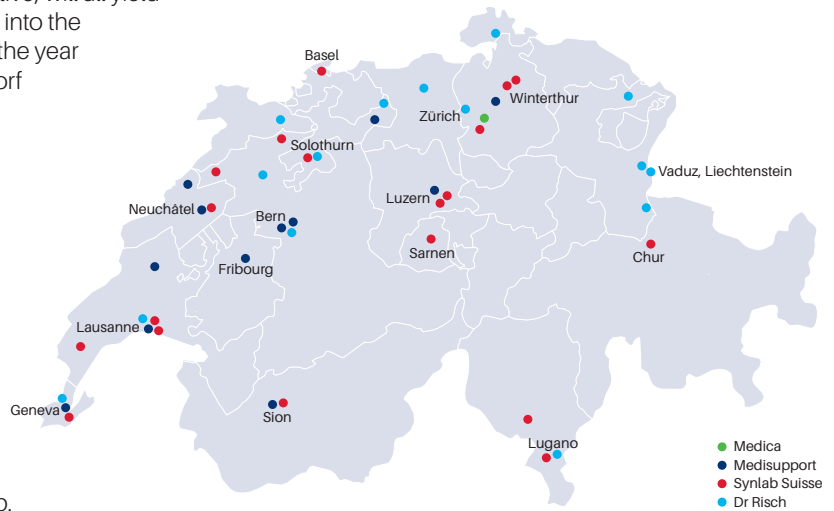 into the
the year
Basel
Winterthur
Zürich
Solothurn
Vaduz, Liechtenstein
Luzern
Neuchâtel
Bern
Sarnen
Chur
Fribourg
Lausanne
Geneva
Sion
Lugano
Medica
Medisupport
Synlab Suisse
Dr Risch